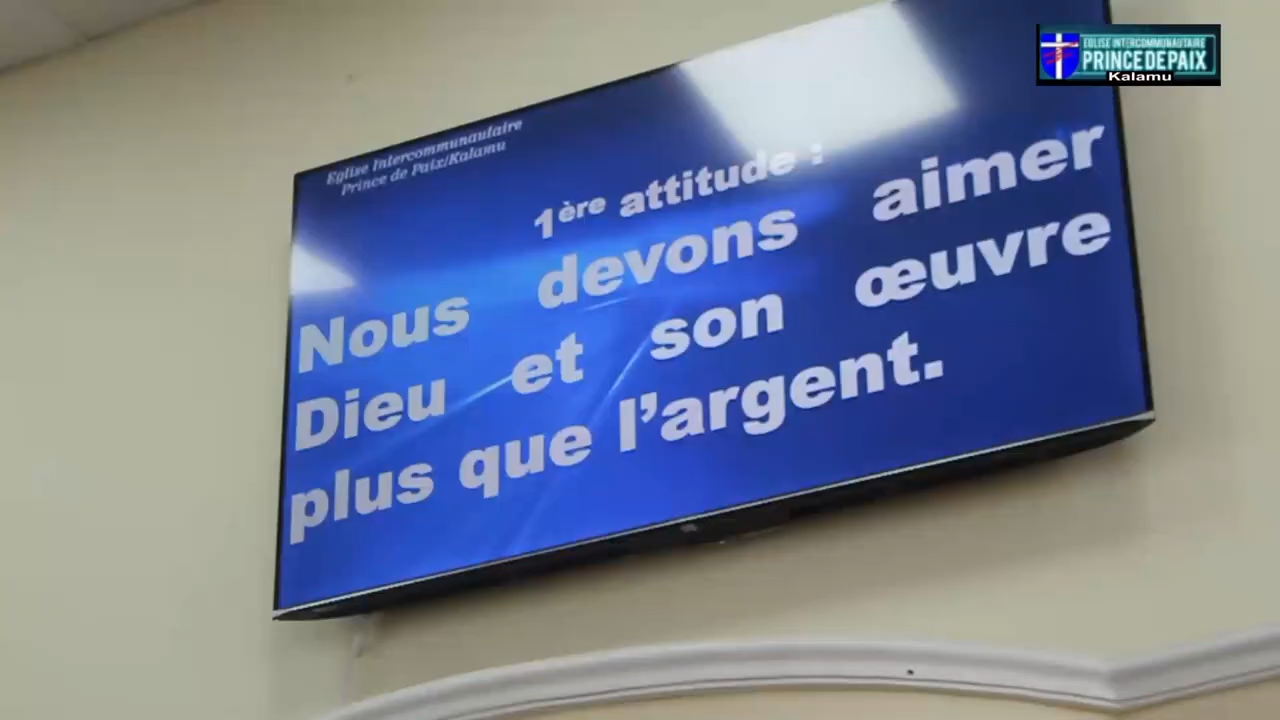 EGLISE INTERCOMMUNAUTAIRE
PRINCE DE PAIX
Kalamu
Eglise Intercommunautaire
Prince de Paix/Kalamu
1ère attitude :
Nous devons aimer
Dieu et son œuvre
plus que l’argent.